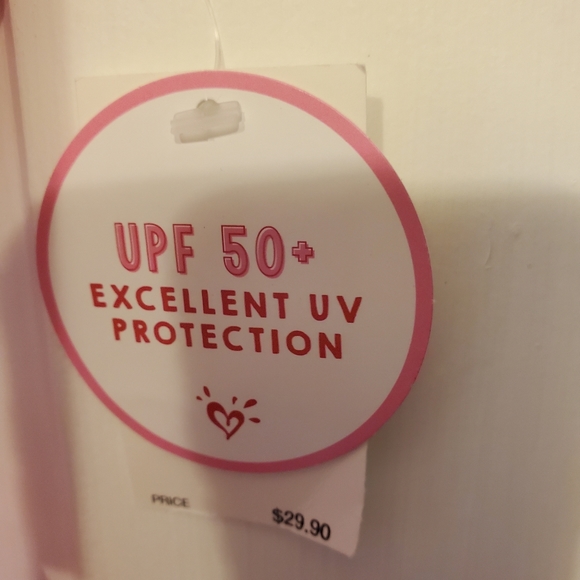 UPF 50+
EXCELLENT UV
PROTECTION
PRICE
$29.90